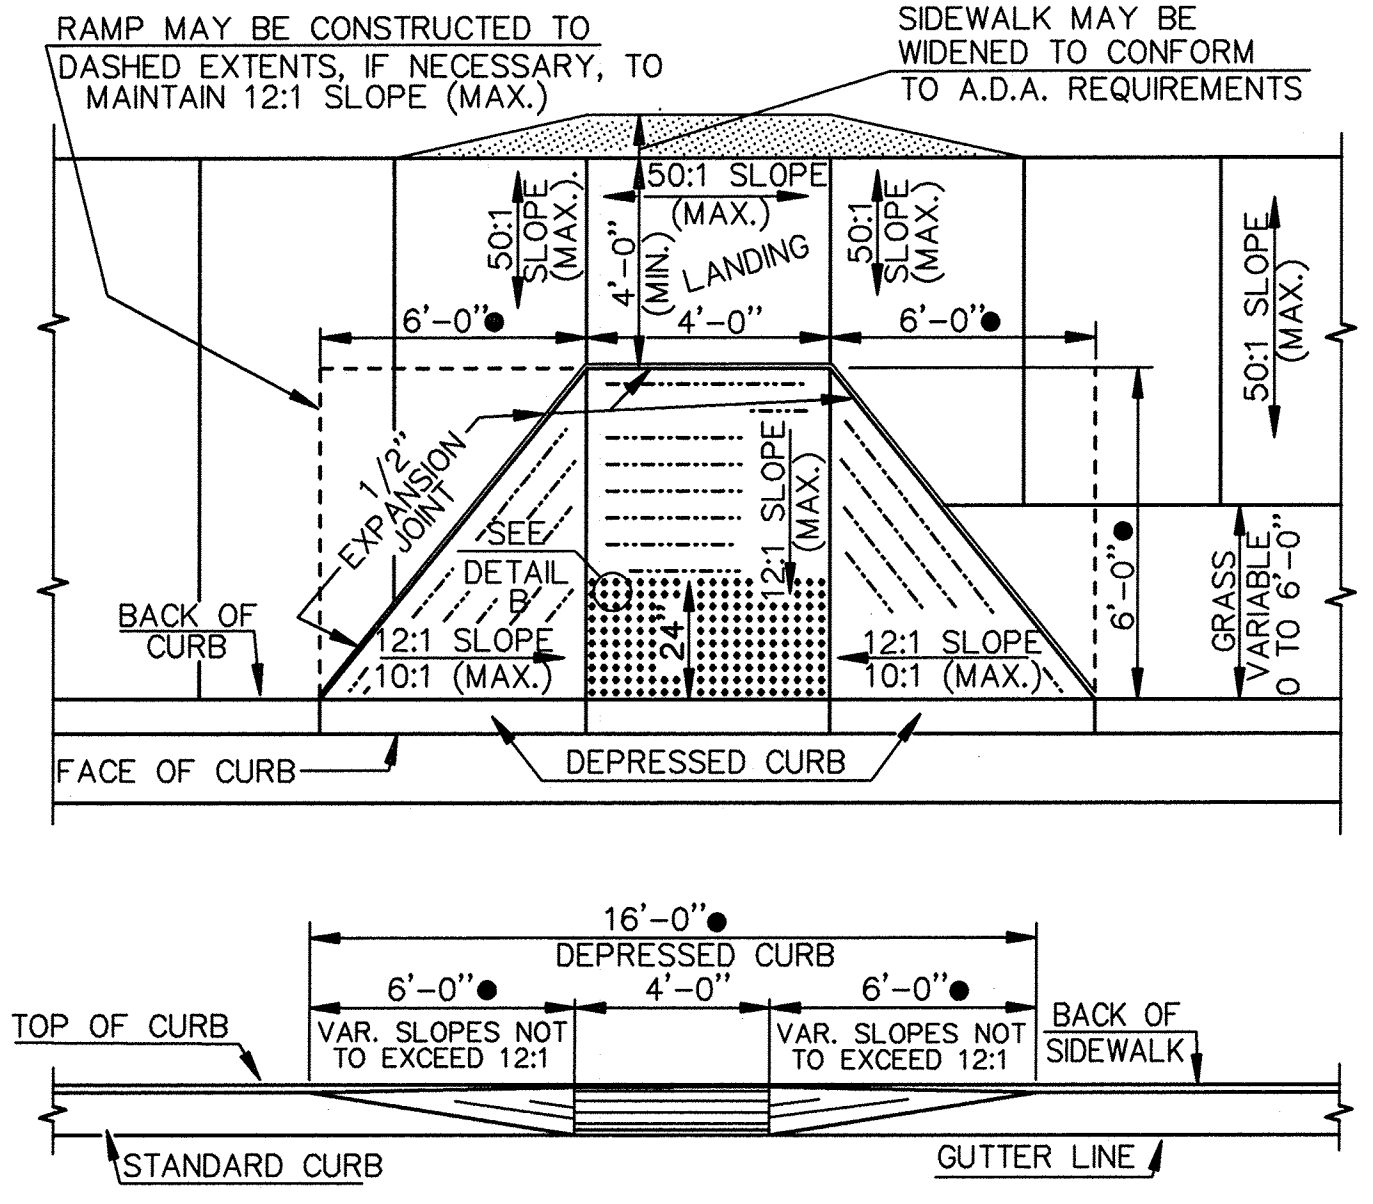 RAMP MAY BE CONSTRUCTED TO
DASHED EXTENTS, IF NECESSARY, TO
MAINTAIN 12:1 SLOPE (MAX.)
SIDEWALK MAY BE
WIDENED TO CONFORM
TO A.D.A. REQUIREMENTS
50:1
SLOPE
(MAX.).
50:1 SLOPE
(MAX.)
4'-0"
(MIN.)
LANDING
50:1
SLOPE
(MAX.)
50:1 SLOPE
(MAX.)
6'-0"●
4'-0"
6'-0"●
1/2"
EXPANSION
JOINT
SEE
DETAIL
B
12:1 SLOPE
(MAX.)
6'-0"●
GRASS
VARIABLE
0 TO 6'-0"
BACK OF
CURB
12:1 SLOPE
10:1 (MAX.)
24"
12:1 SLOPE
10:1 (MAX.)
FACE OF CURB
DEPRESSED CURB
16'-0"●
DEPRESSED CURB
6'-0"●
4'-0"
6'-0"●
TOP OF CURB
VAR. SLOPES NOT
TO EXCEED 12:1
VAR. SLOPES NOT
TO EXCEED 12:1
BACK OF
SIDEWALK
STANDARD CURB
GUTTER LINE